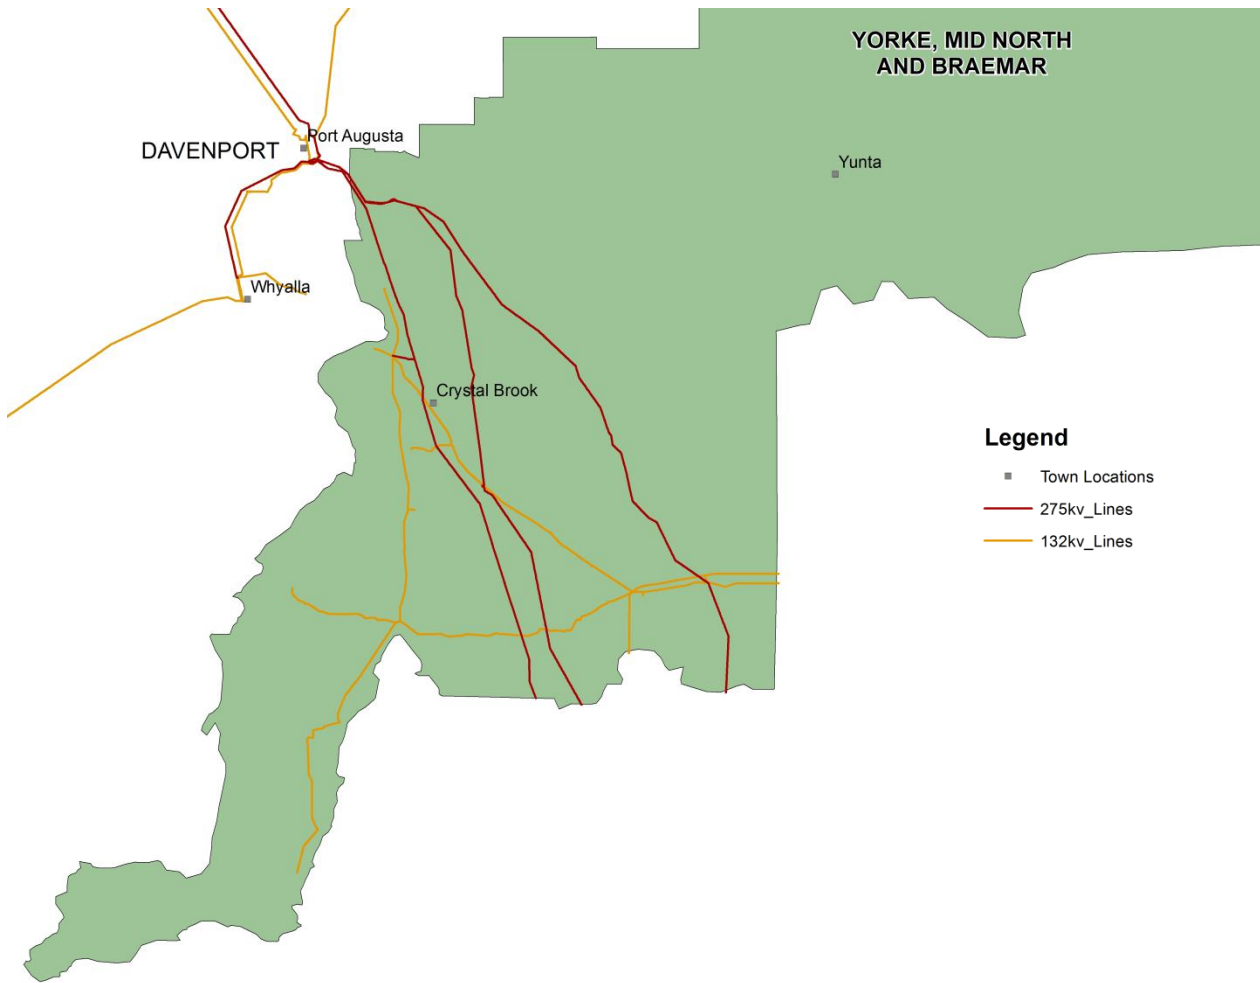 YORKE, MID NORTH
AND BRAEMAR
Port Augusta
DAVENPORT
Yunta
Whyalla
Crystal Brook
Legend
Town Locations
275kv_Lines
132kv_Lines